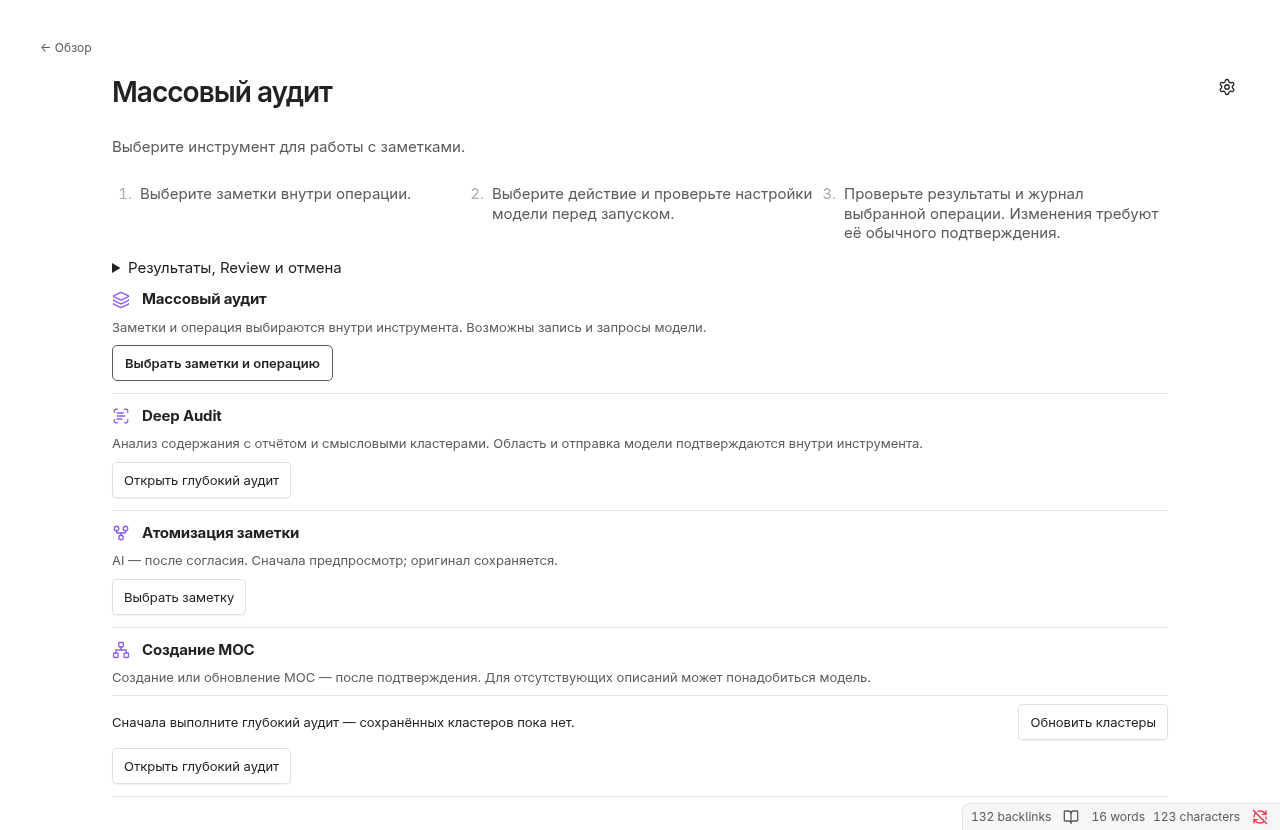 ← Обзор
Массовый аудит
Выберите инструмент для работы с заметками.
1. Выберите заметки внутри операции.
2. Выберите действие и проверьте настройки
модели перед запуском.
3. Проверьте результаты и журнал
выбранной операции. Изменения требуют
её обычного подтверждения.
Результаты, Review и отмена
Массовый аудит
Заметки и операция выбираются внутри инструмента. Возможны запись и запросы модели.
Выбрать заметки и операцию
Deep Audit
Анализ содержания с отчётом и смысловыми кластерами. Область и отправка модели подтверждаются внутри инструмента.
Открыть глубокий аудит
Атомизация заметки
AI — после согласия. Сначала предпросмотр; оригинал сохраняется.
Выбрать заметку
Создание MOC
Создание или обновление MOC — после подтверждения. Для отсутствующих описаний может понадобиться модель.
Сначала выполните глубокий аудит — сохранённых кластеров пока нет.
Обновить кластеры
Открыть глубокий аудит
132 backlinks 16 words 123 characters